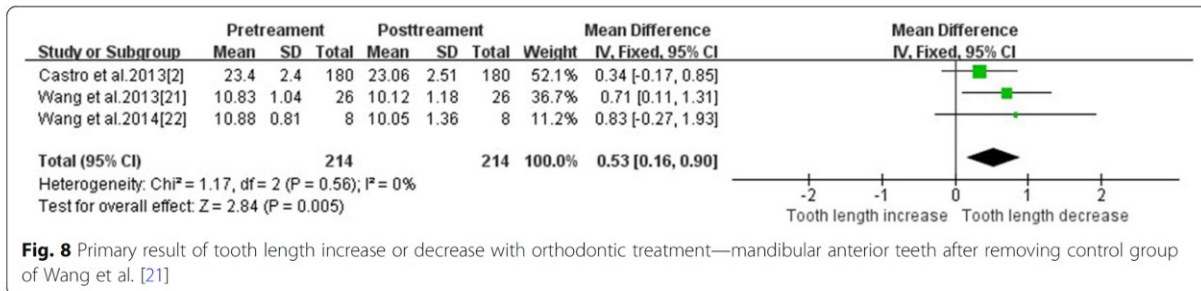 Pretreament Posttreament Mean Difference Mean Difference
Study or Subgroup Mean SD Total Mean SD Total Weight IV, Fixed, 95% CI IV, Fixed, 95% CI
Castro et al.2013[2] 23.4 2.4 180 23.06 2.51 180 52.1% 0.34 [-0.17, 0.85]
Wang et al.2013[21] 10.83 1.04 26 10.12 1.18 26 36.7% 0.71 [0.11, 1.31]
Wang et al.2014[22] 10.88 0.81 8 10.05 1.36 8 11.2% 0.83 [-0.27, 1.93]
Total (95% CI) 214 214 100.0% 0.53 [0.16, 0.90]
Heterogeneity: Chi² = 1.17, df = 2 (P = 0.56); I² = 0%
Test for overall effect: Z = 2.84 (P = 0.005)
-2 -1 0 1 2
Tooth length increase Tooth length decrease
Fig. 8 Primary result of tooth length increase or decrease with orthodontic treatment—mandibular anterior teeth after removing control group
of Wang et al. [21]